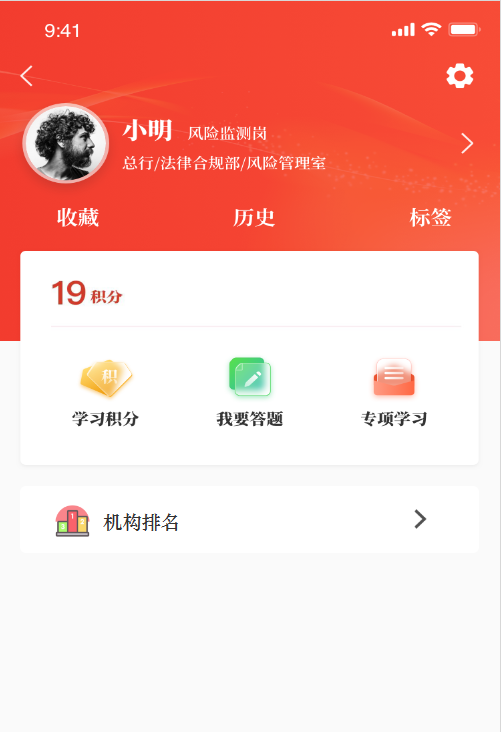 9:41
小明 风险监测岗
总行/法律合规部/风险管理室
收藏 历史 标签
19 积分
积
学习积分 我要答题 专项学习
1
机构排名